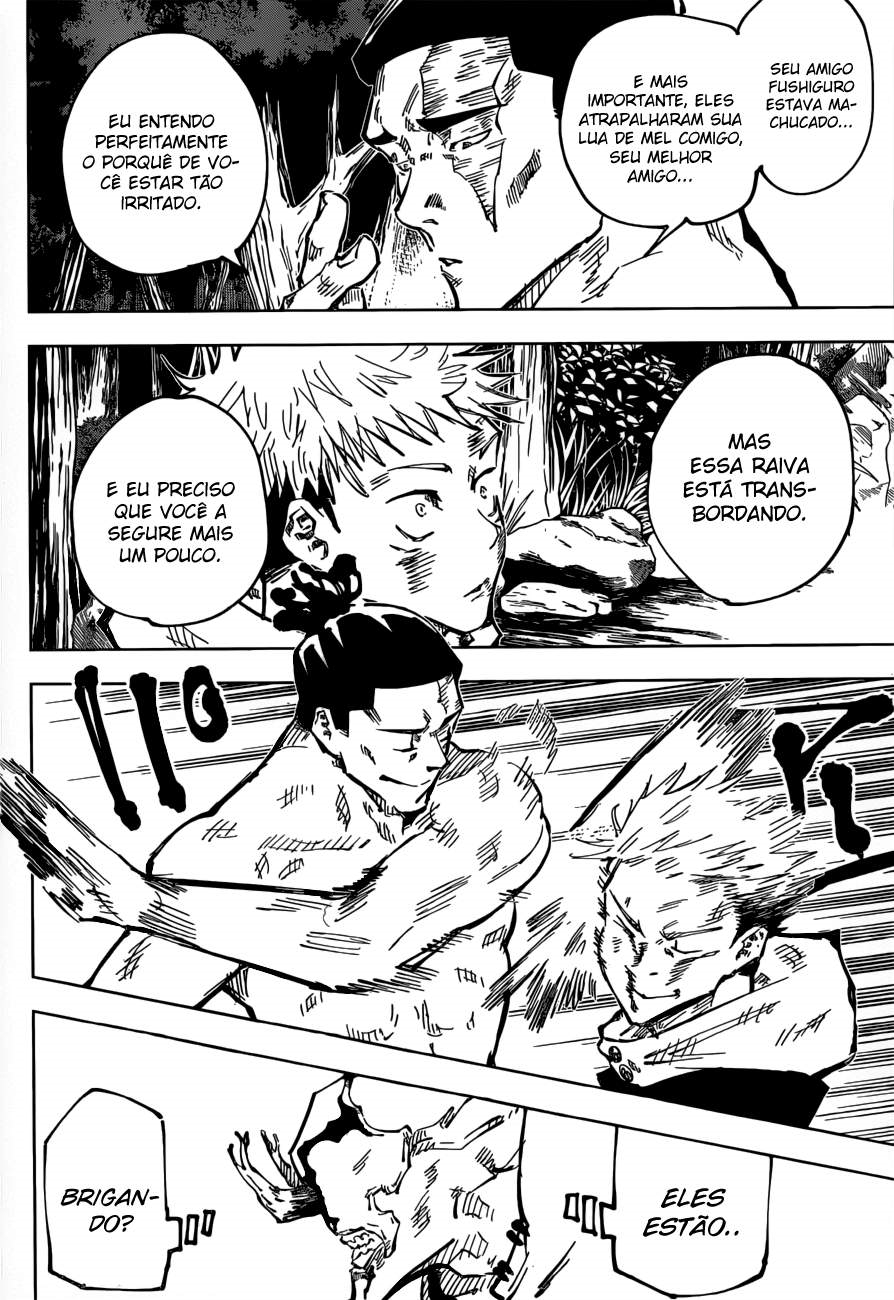 SEU AMIGO
FUSHIGURO
ESTAVA MA-
CHUCADO...
E MAIS
IMPORTANTE, ELES
ATRAPALHARAM SUA
LUA DE MEL COMIGO,
SEU MELHOR
AMIGO...
EU ENTENDO
PERFEITAMENTE
O PORQUÊ DE VO-
CÊ ESTAR TÃO
IRRITADO.
MAS
ESSA RAIVA
ESTÁ TRANS-
BORDANDO.
E EU PRECISO
QUE VOCÊ A
SEGURE MAIS
UM POUCO.
ELES
ESTÃO..
BRIGAN-
DO?